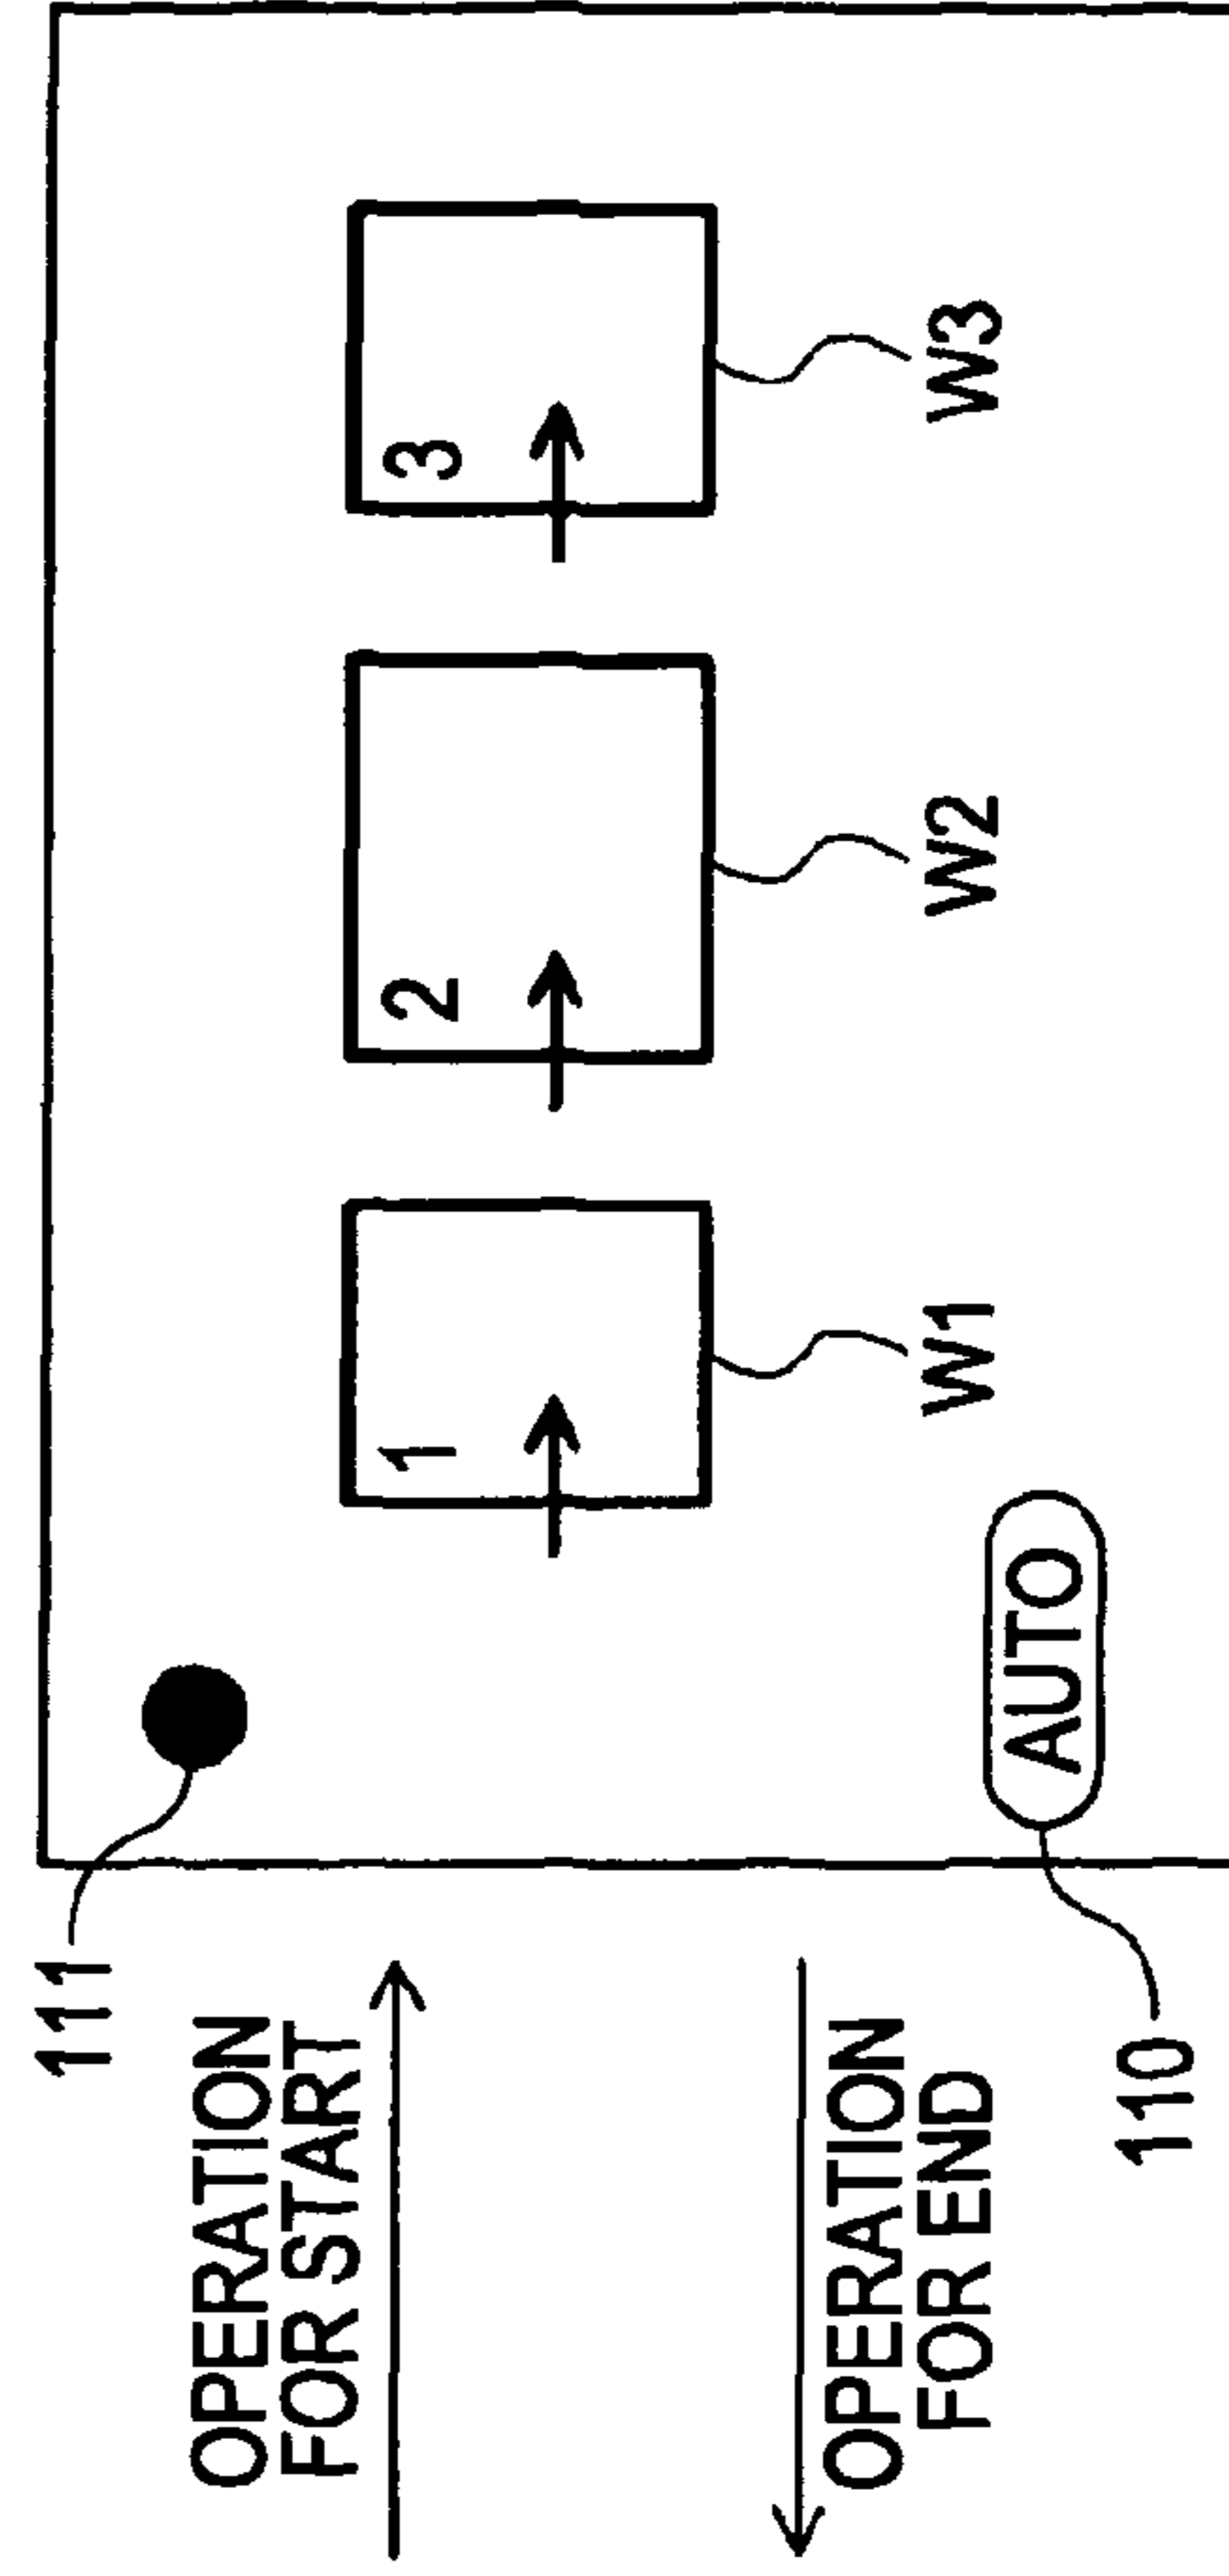 111
OPERATION
FOR START
1
2
3
W1
W2
W3
OPERATION
FOR END
AUTO
110